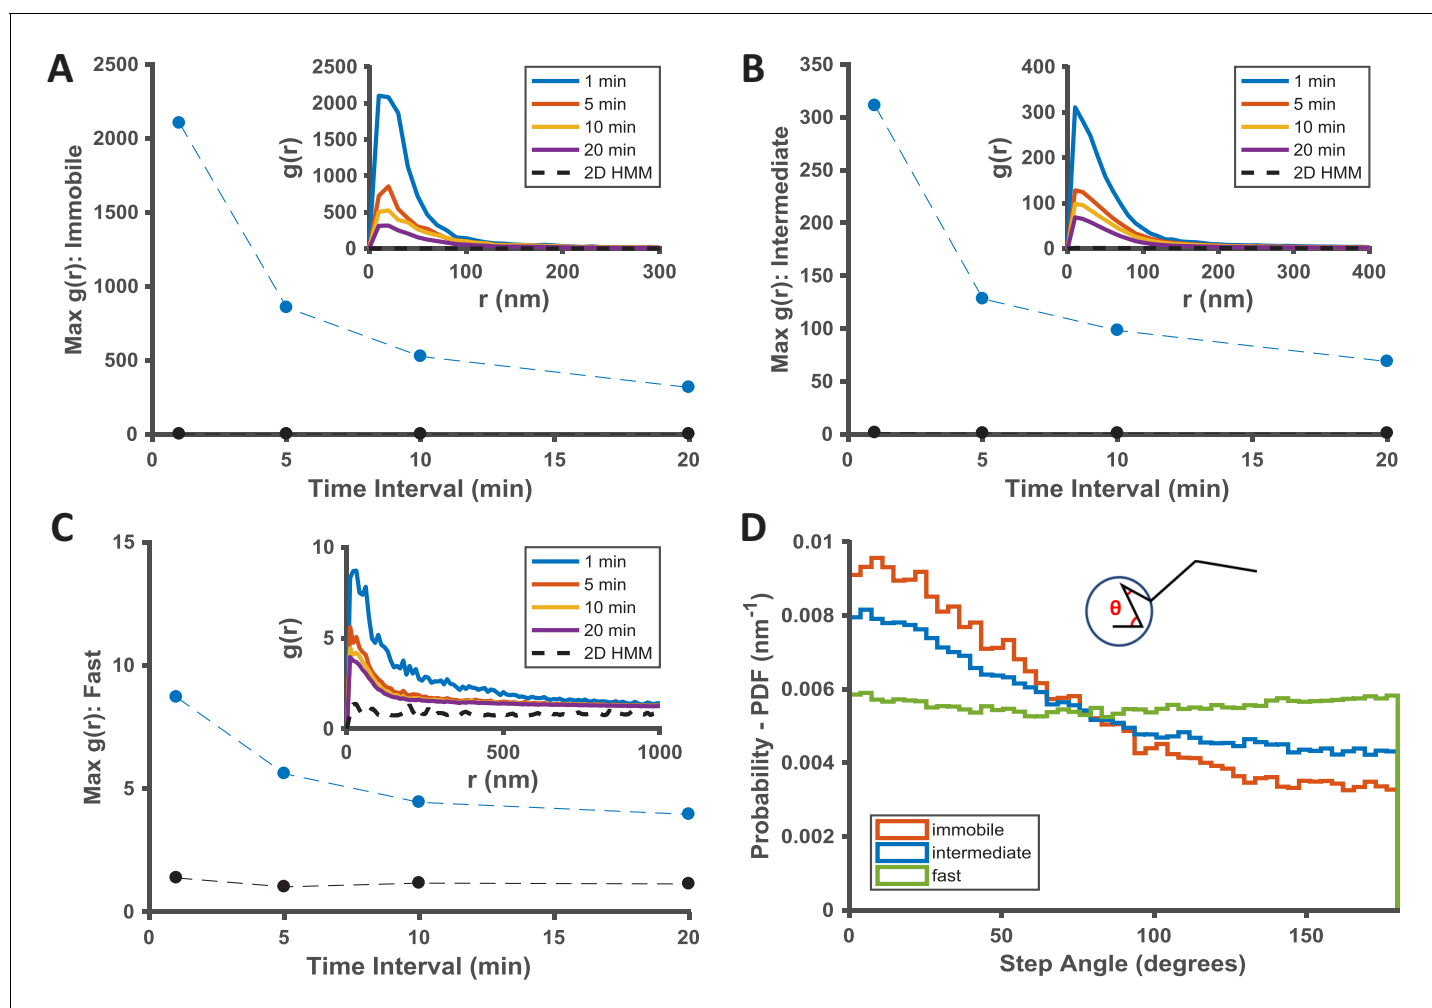 A
Max g(r): Immobile
2500
2000
1500
1000
500
0
0 5 10 15 20
Time Interval (min)
g(r)
2500
2000
1500
1000
500
0
0 100 200 300
r (nm)
1 min
5 min
10 min
20 min
2D HMM
B
Max g(r): Intermediate
350
300
250
200
150
100
50
0
0 5 10 15 20
Time Interval (min)
g(r)
400
300
200
100
0
0 100 200 300 400
r (nm)
1 min
5 min
10 min
20 min
2D HMM
C
Max g(r): Fast
15
10
5
0
0 5 10 15 20
Time Interval (min)
g(r)
10
5
0
0 500 1000
r (nm)
1 min
5 min
10 min
20 min
2D HMM
D
Probability - PDF (nm⁻¹)
0.01
0.008
0.006
0.004
0.002
0
0 50 100 150
Step Angle (degrees)
θ
immobile
intermediate
fast